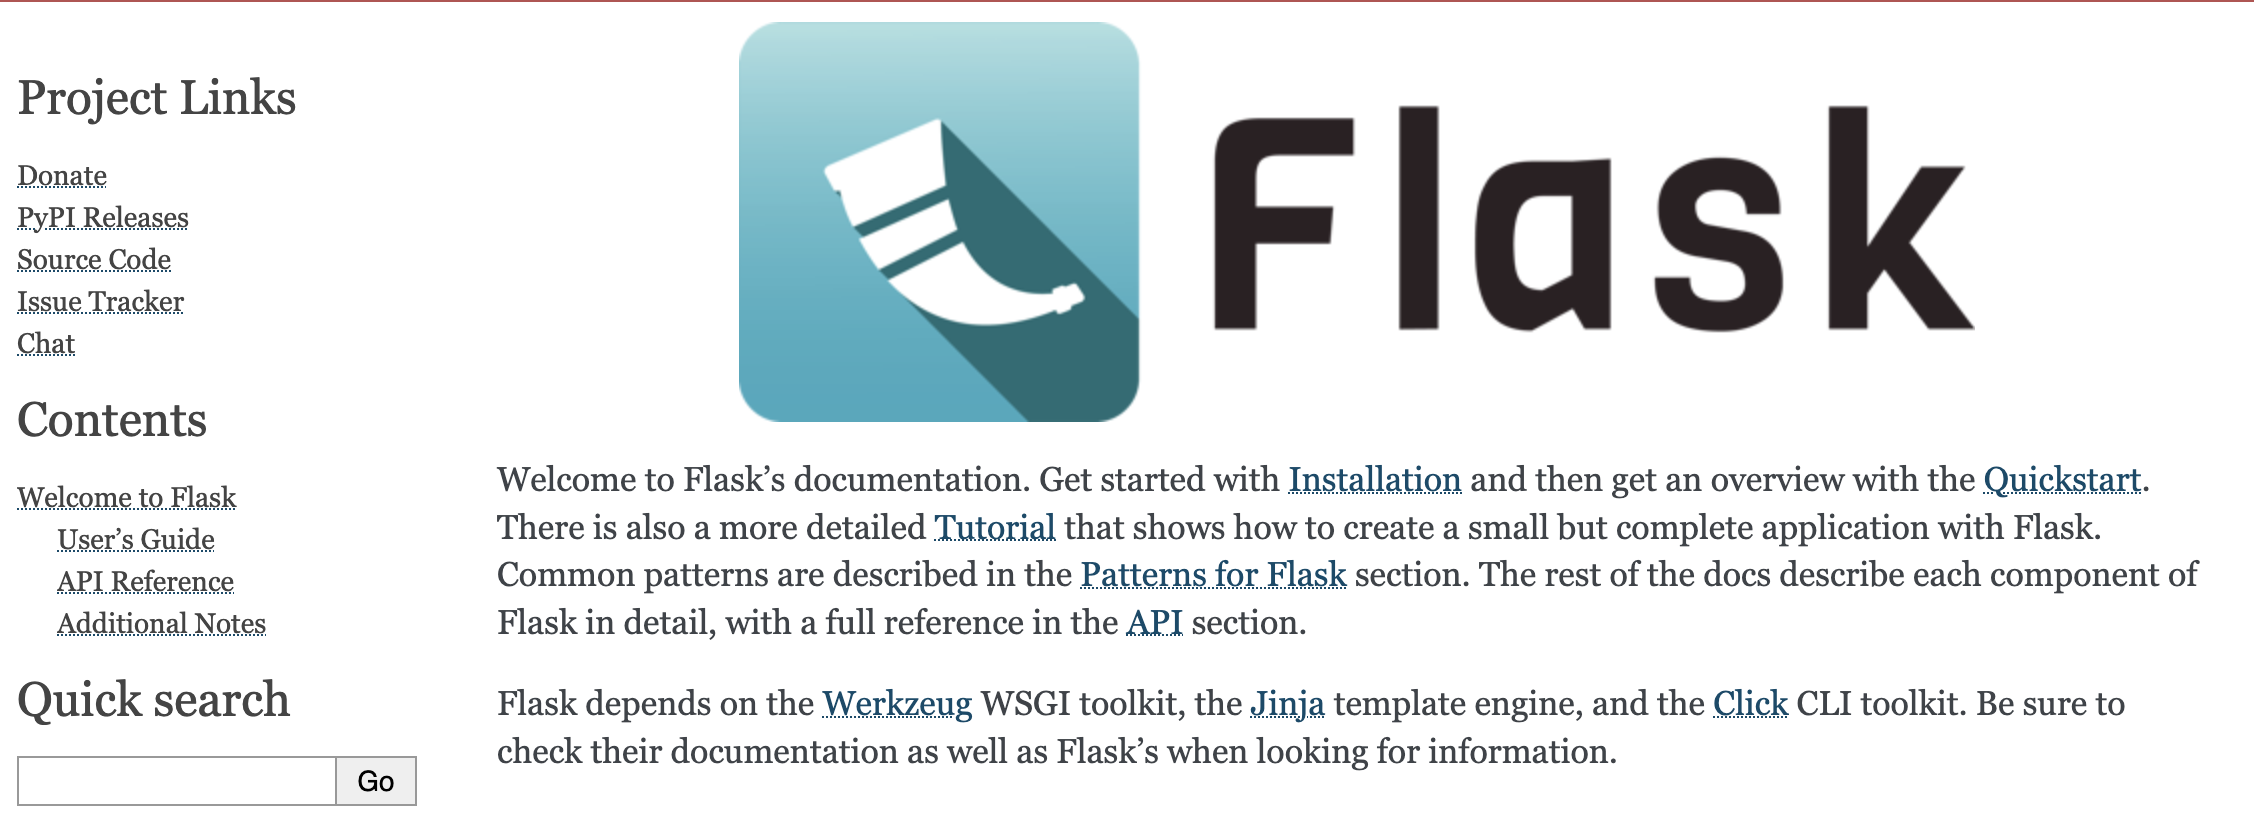 Project Links
Donate
PyPI Releases
Source Code
Issue Tracker
Chat
Contents
Welcome to Flask
User’s Guide
API Reference
Additional Notes
Quick search
Go
Flask
Welcome to Flask’s documentation. Get started with Installation and then get an overview with the Quickstart.
There is also a more detailed Tutorial that shows how to create a small but complete application with Flask.
Common patterns are described in the Patterns for Flask section. The rest of the docs describe each component of
Flask in detail, with a full reference in the API section.
Flask depends on the Werkzeug WSGI toolkit, the Jinja template engine, and the Click CLI toolkit. Be sure to
check their documentation as well as Flask’s when looking for information.